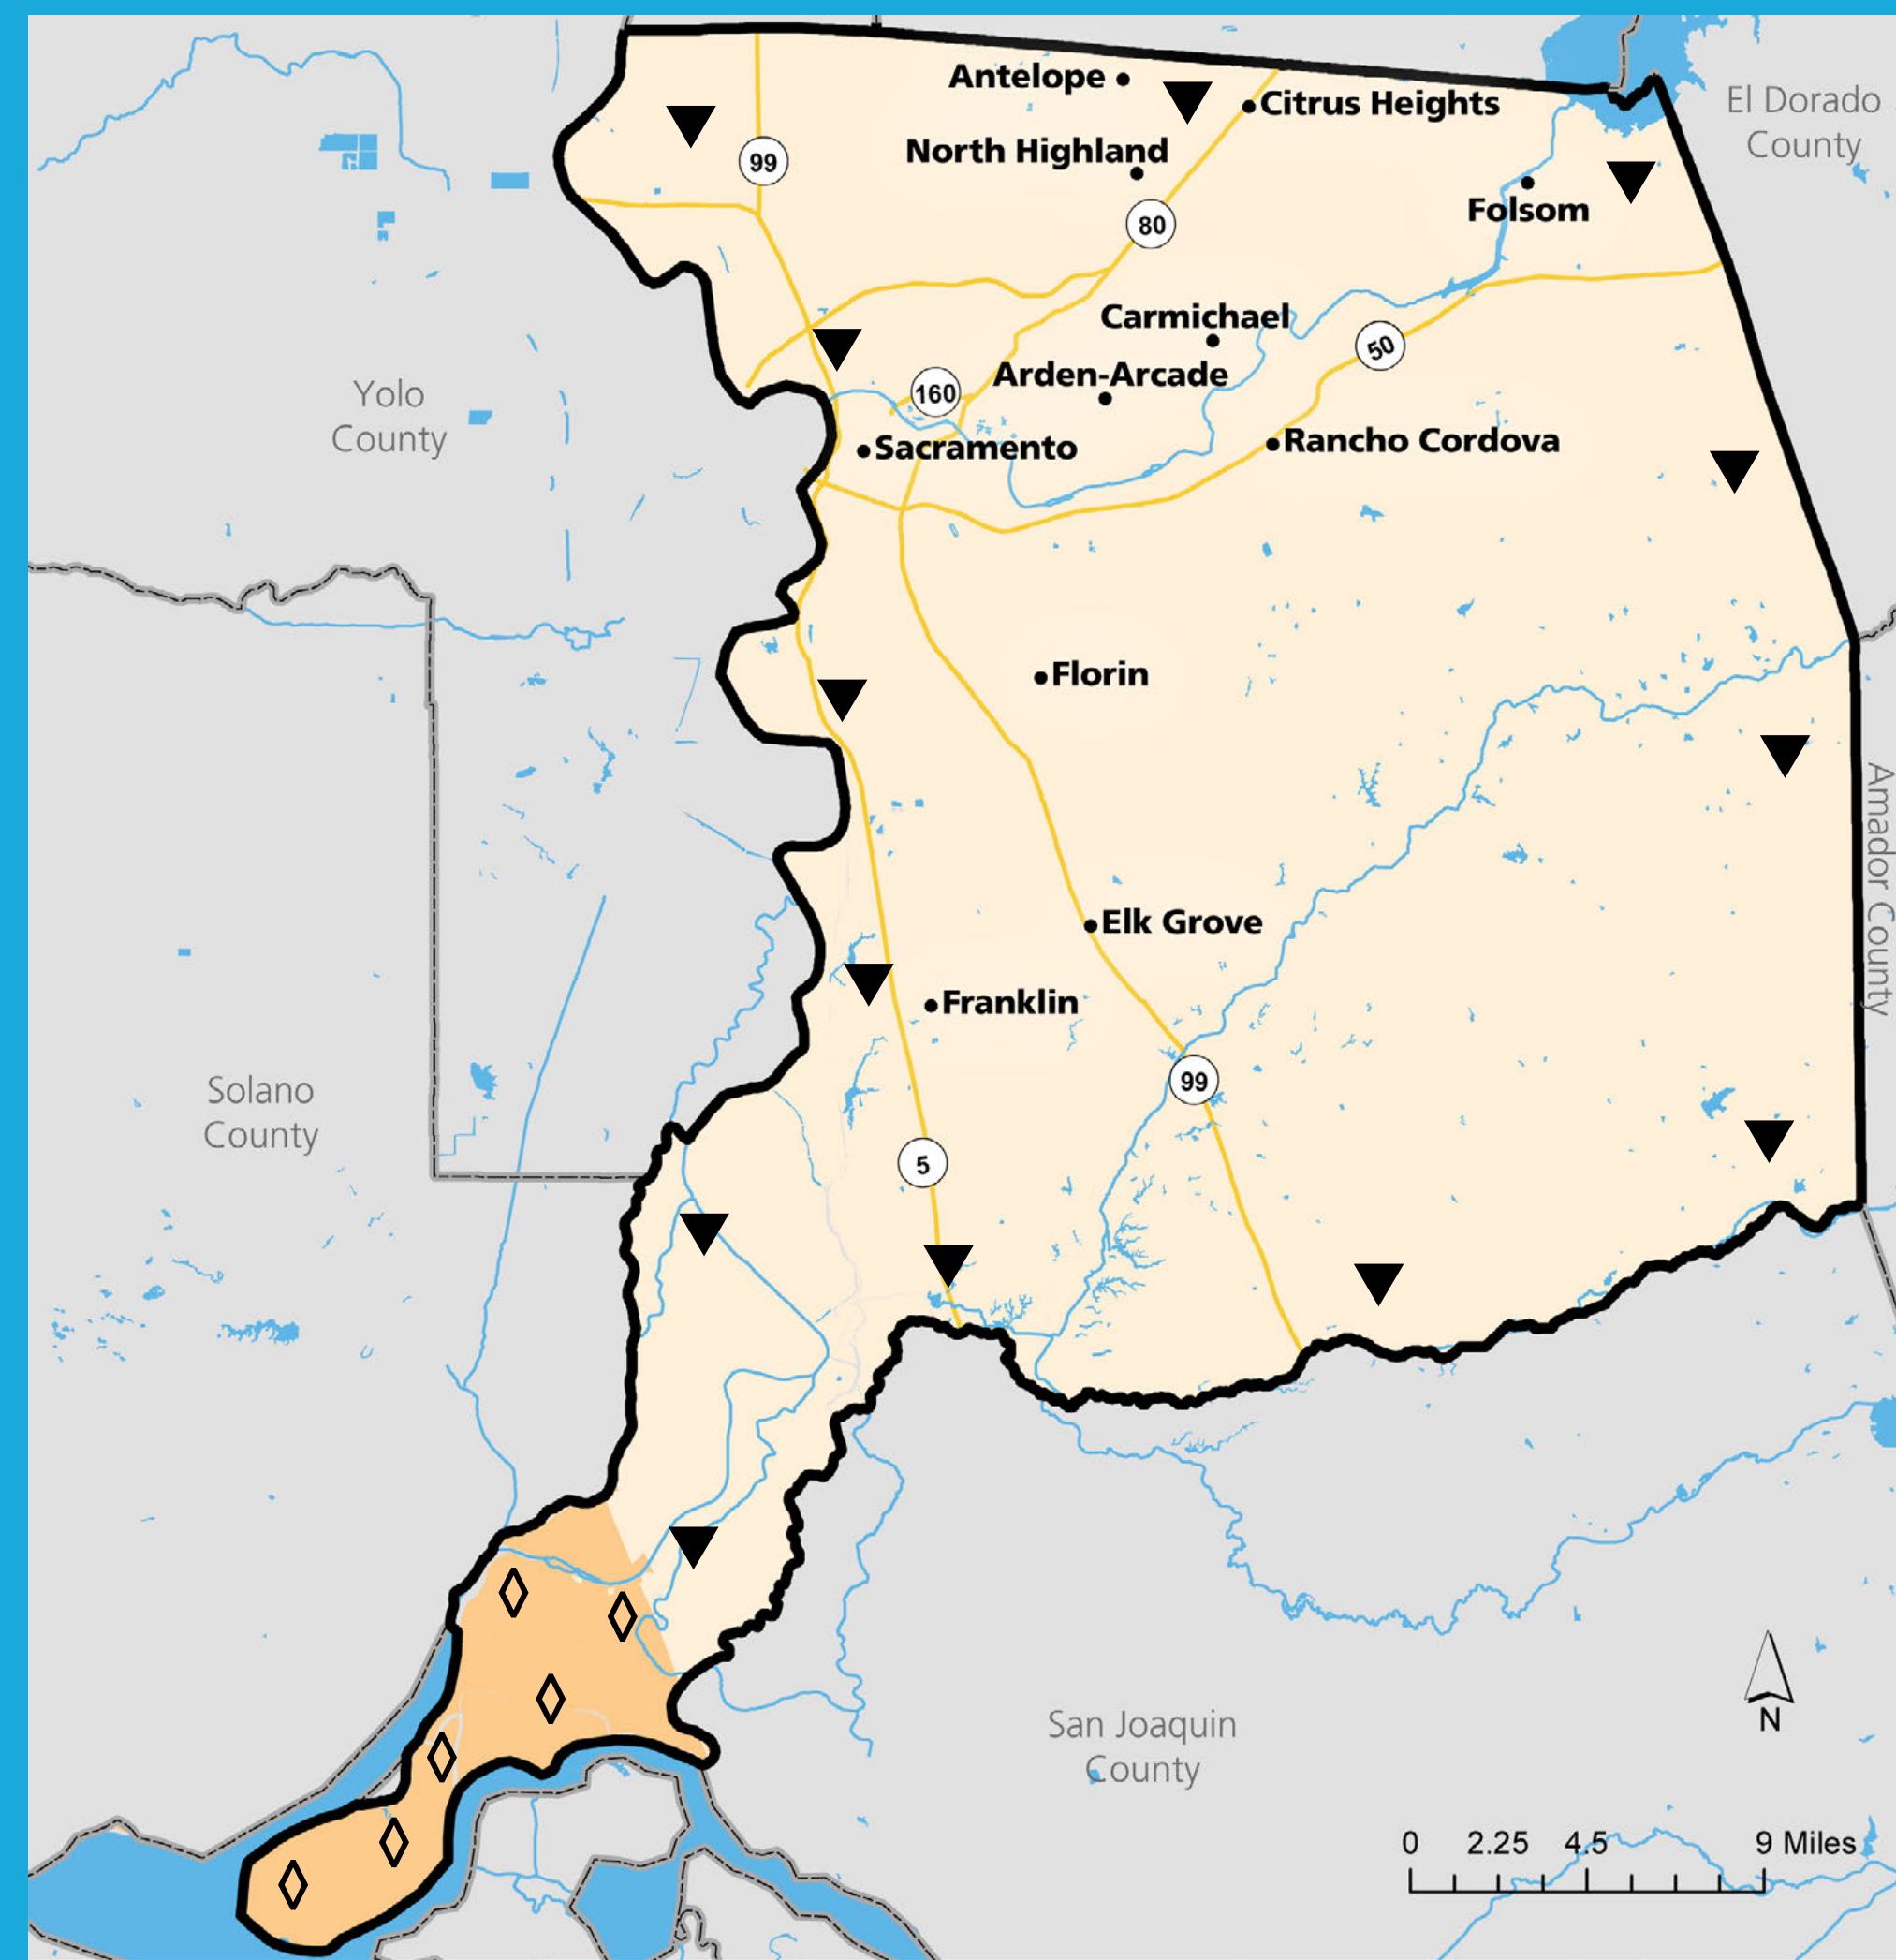 Antelope
El Dorado
County
Citrus Heights
North Highland
99
Folsom
80
Carmichael
50
Arden-Arcade
160
Yolo
County
Sacramento
Rancho Cordova
Florin
Amador County
Elk Grove
Franklin
99
Solano
County
5
San Joaquin
County
N
0 2.25 4.5 9 Miles